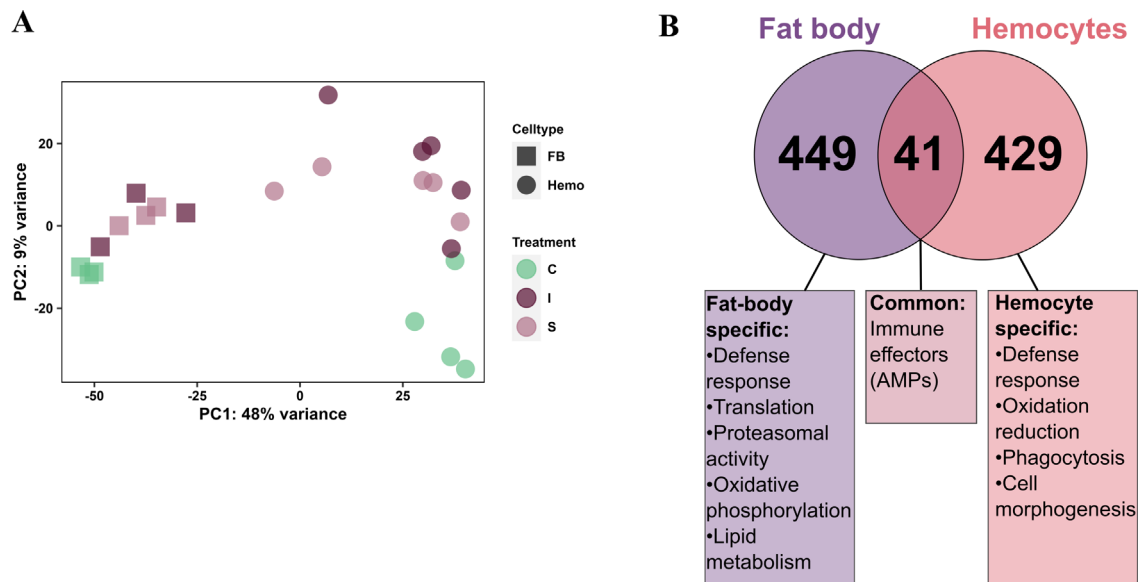 A
20
0
-20
PC2: 9% variance
-50
-25
0
25
PC1: 48% variance
Celltype
FB
Hemo
Treatment
C
I
S
B
Fat body
Hemocytes
449
41
429
Fat-body
specific:
•Defense
response
•Translation
•Proteasomal
activity
•Oxidative
phosphorylation
•Lipid
metabolism
Common:
Immune
effectors
(AMPs)
Hemocyte
specific:
•Defense
response
•Oxidation
reduction
•Phagocytosis
•Cell
morphogenesis